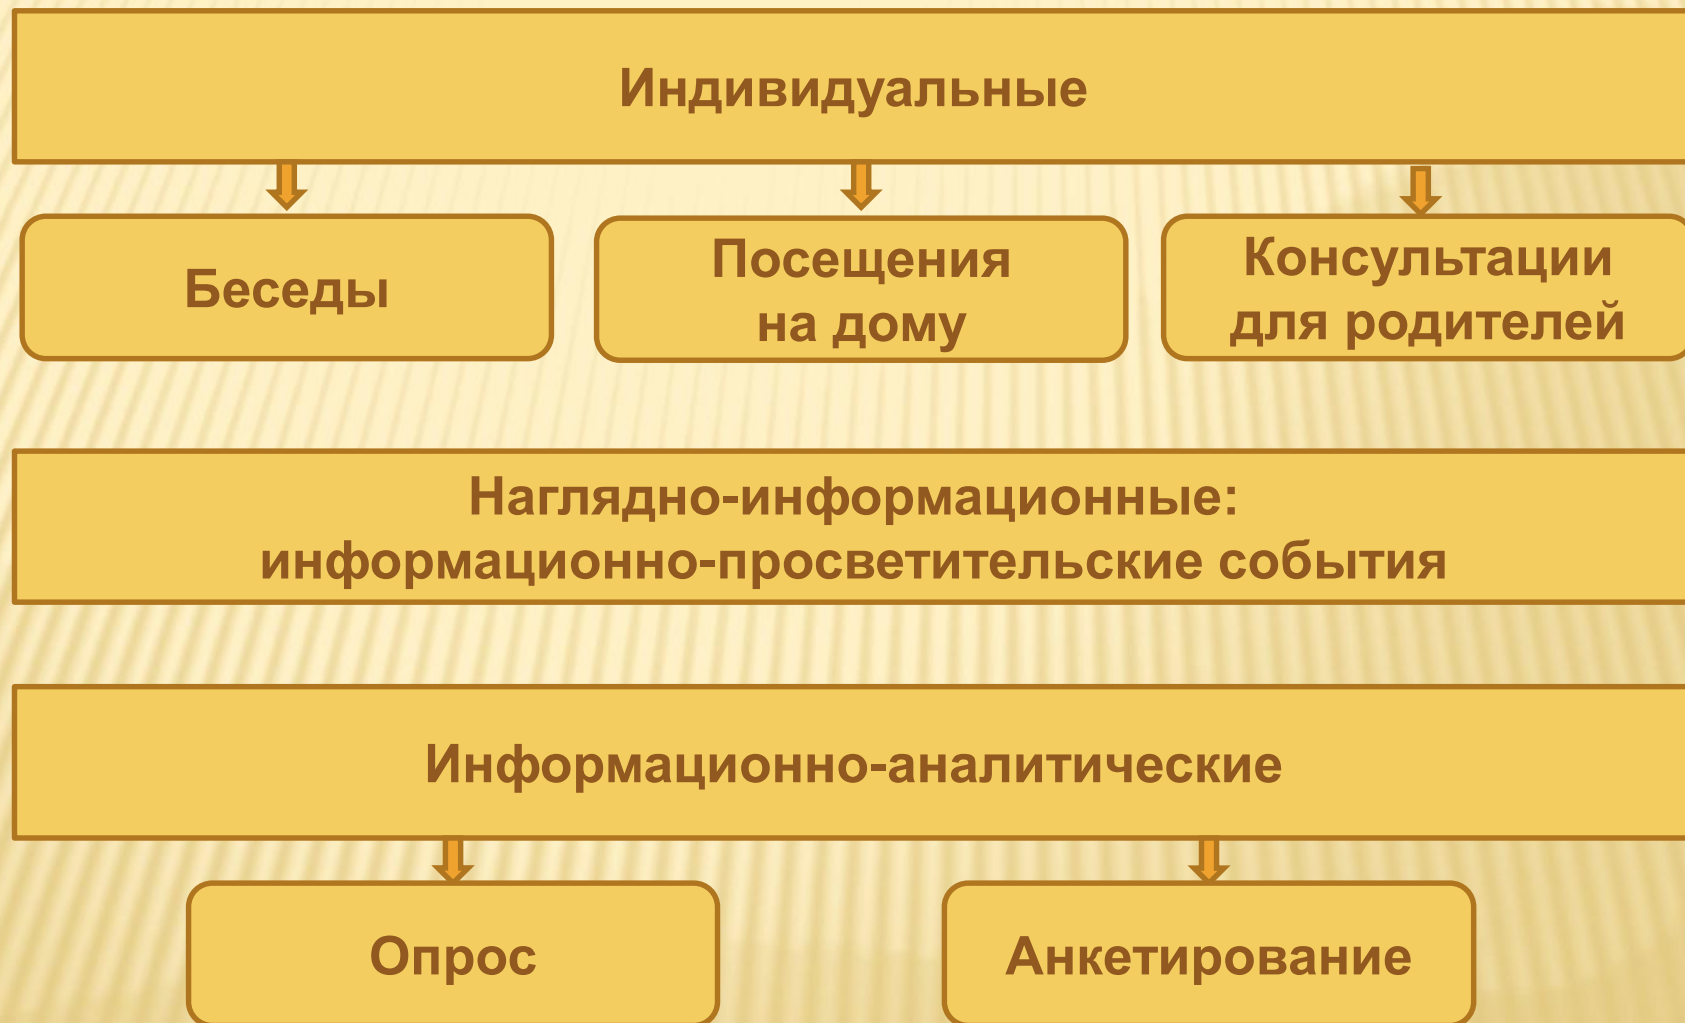 Индивидуальные
Беседы
Посещения
на дому
Консультации
для родителей
Наглядно-информационные:
информационно-просветительские события
Информационно-аналитические
Опрос
Анкетирование